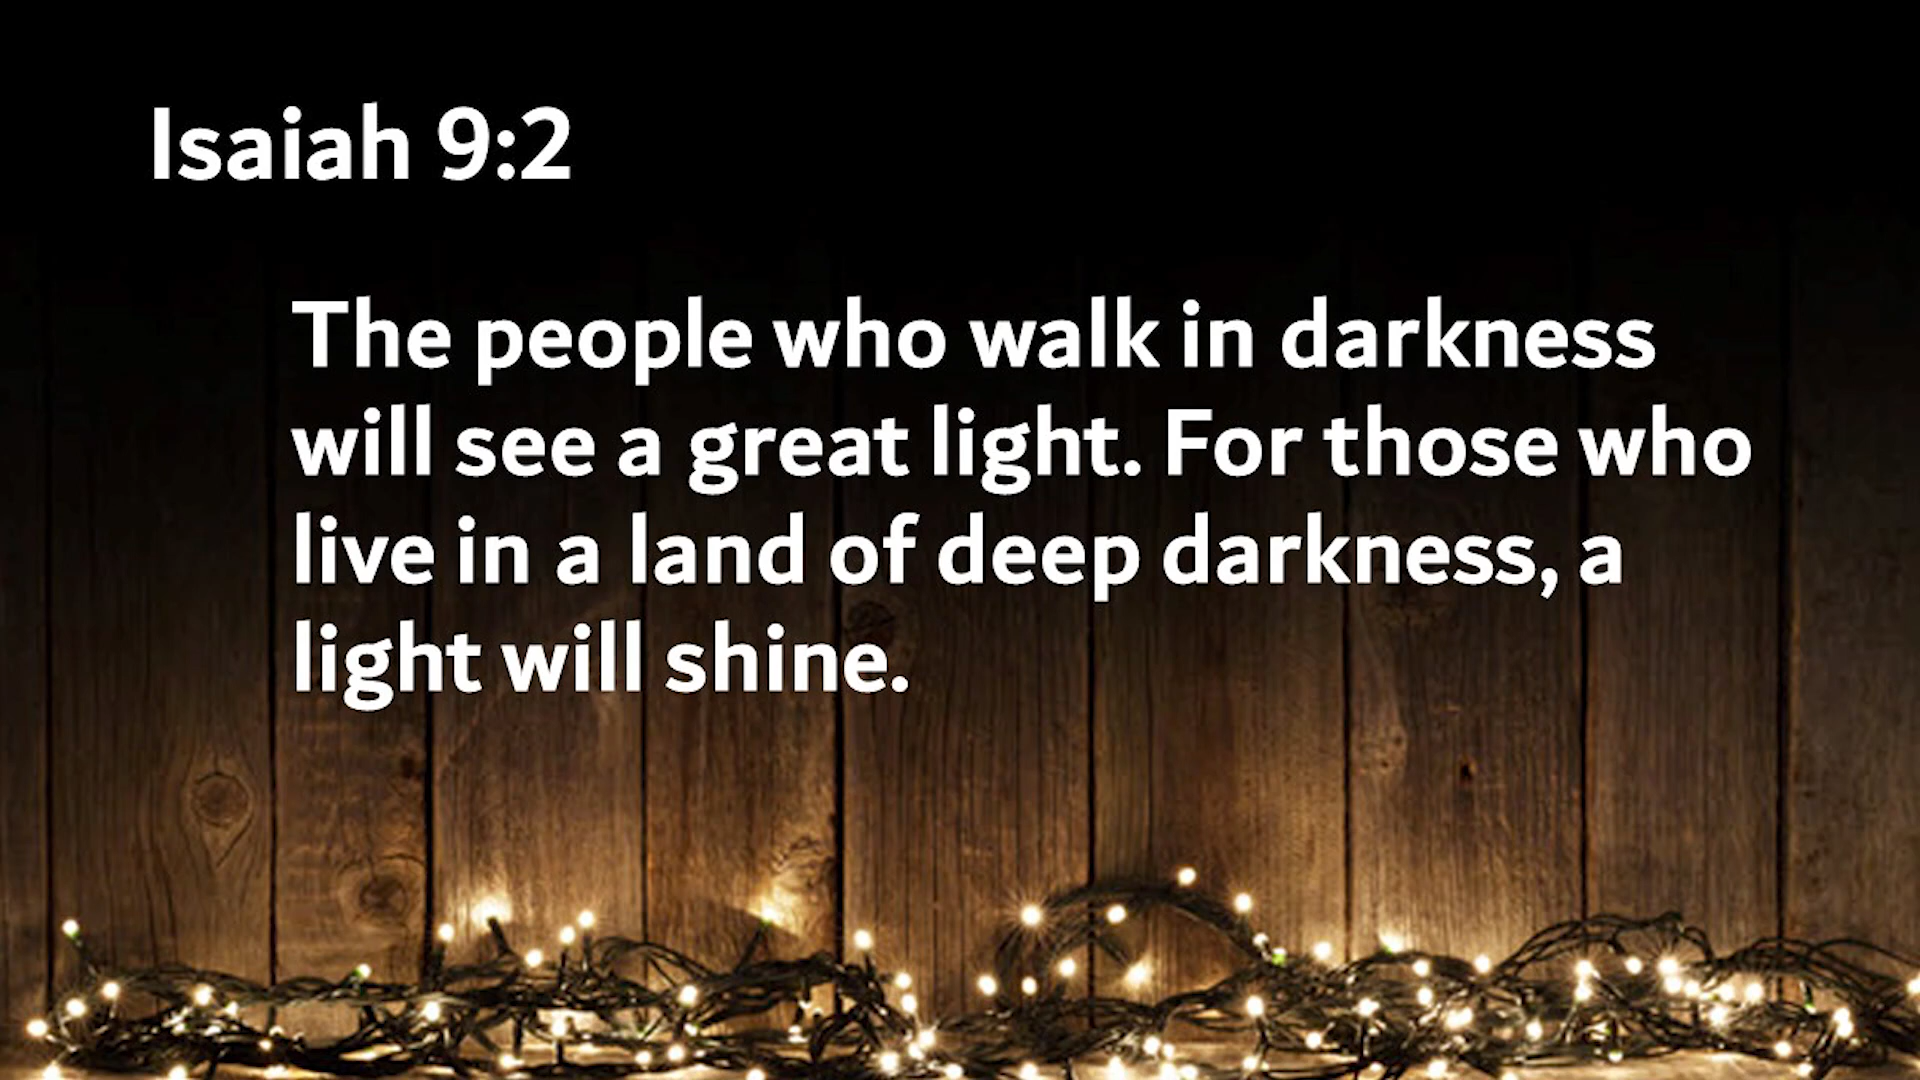 Isaiah 9:2
The people who walk in darkness
will see a great light. For those who
live in a land of deep darkness, a
light will shine.